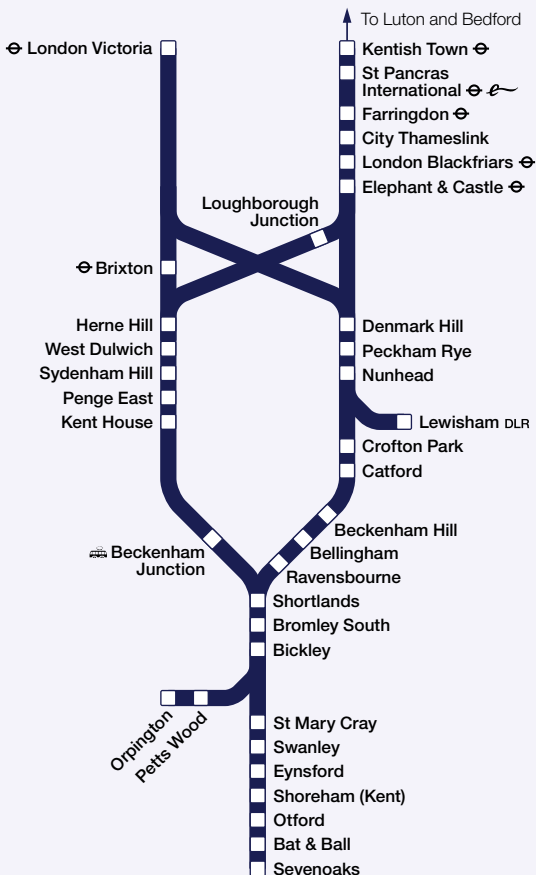 To Luton and Bedford
London Victoria
Kentish Town
St Pancras
International
Farringdon
City Thameslink
London Blackfriars
Elephant & Castle
Loughborough
Junction
Brixton
Herne Hill
West Dulwich
Sydenham Hill
Penge East
Kent House
Denmark Hill
Peckham Rye
Nunhead
Lewisham DLR
Crofton Park
Catford
Beckenham Hill
Bellingham
Ravensbourne
Beckenham
Junction
Shortlands
Bromley South
Bickley
Orpington
Petts Wood
St Mary Cray
Swanley
Eynsford
Shoreham (Kent)
Otford
Bat & Ball
Sevenoaks